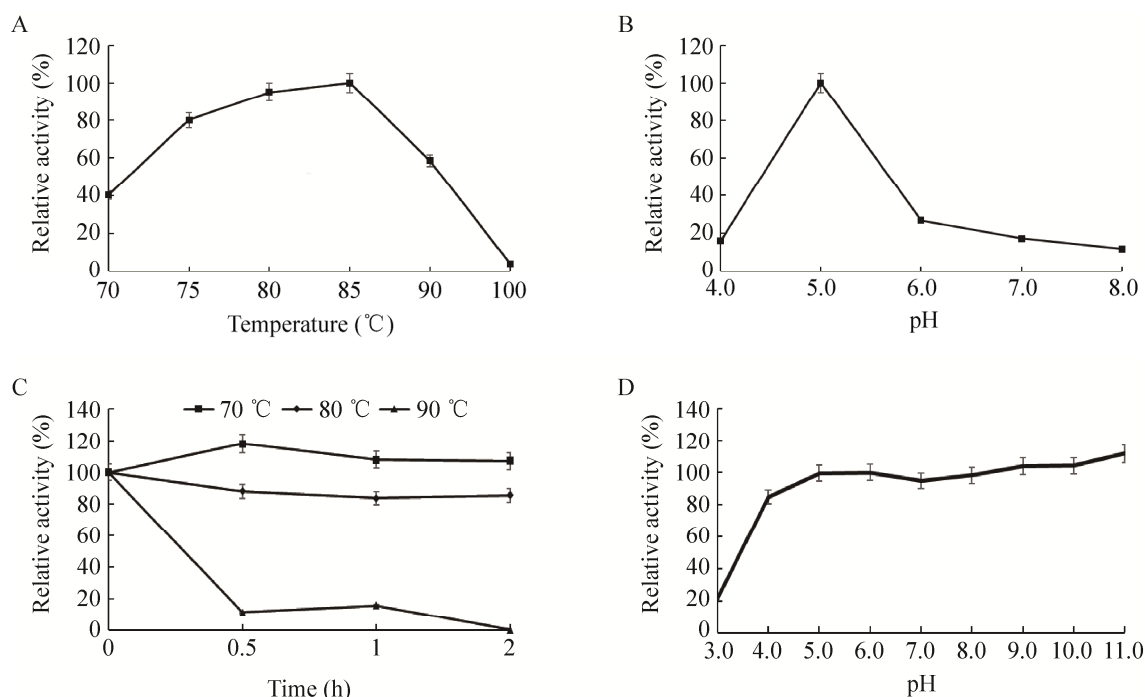 A
Relative activity (%)
120
100
80
60
40
20
0
70 75 80 85 90 100
Temperature (℃)
B
Relative activity (%)
120
100
80
60
40
20
0
4.0 5.0 6.0 7.0 8.0
pH
C
70 ℃ 80 ℃ 90 ℃
Relative activity (%)
140
120
100
80
60
40
20
0
0 0.5 1 2
Time (h)
D
Relative activity (%)
140
120
100
80
60
40
20
0
3.0 4.0 5.0 6.0 7.0 8.0 9.0 10.0 11.0
pH